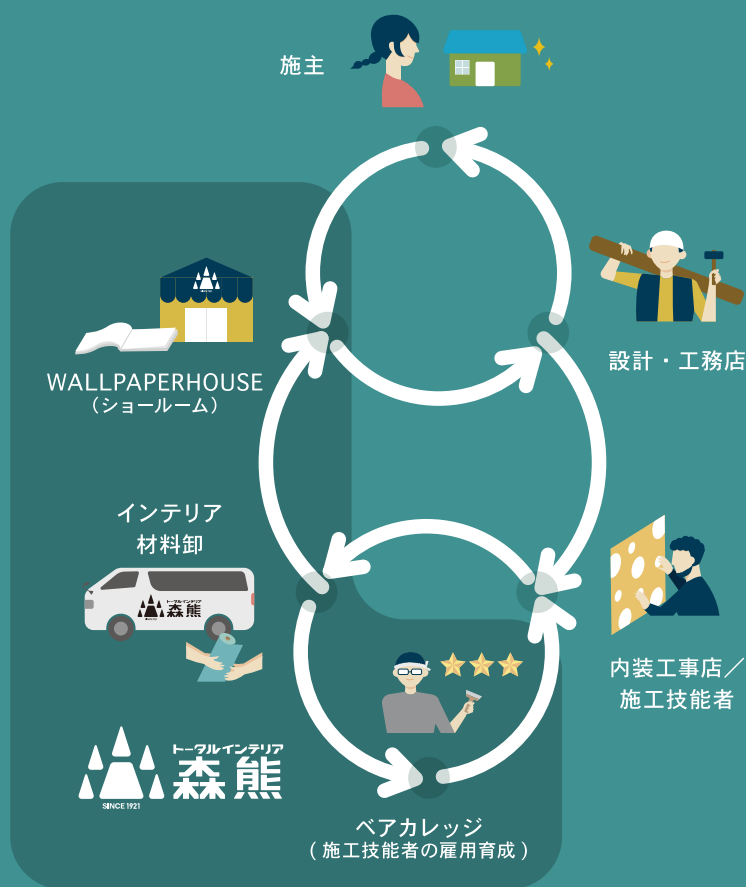 施主
設計・工務店
WALLPAPERHOUSE
（ショールーム）
インテリア
材料卸
トータルインテリア
森熊
内装工事店／
施工技能者
トータルインテリア
森熊
SINCE 1921
ベアカレッジ
( 施工技能者の雇用育成 )